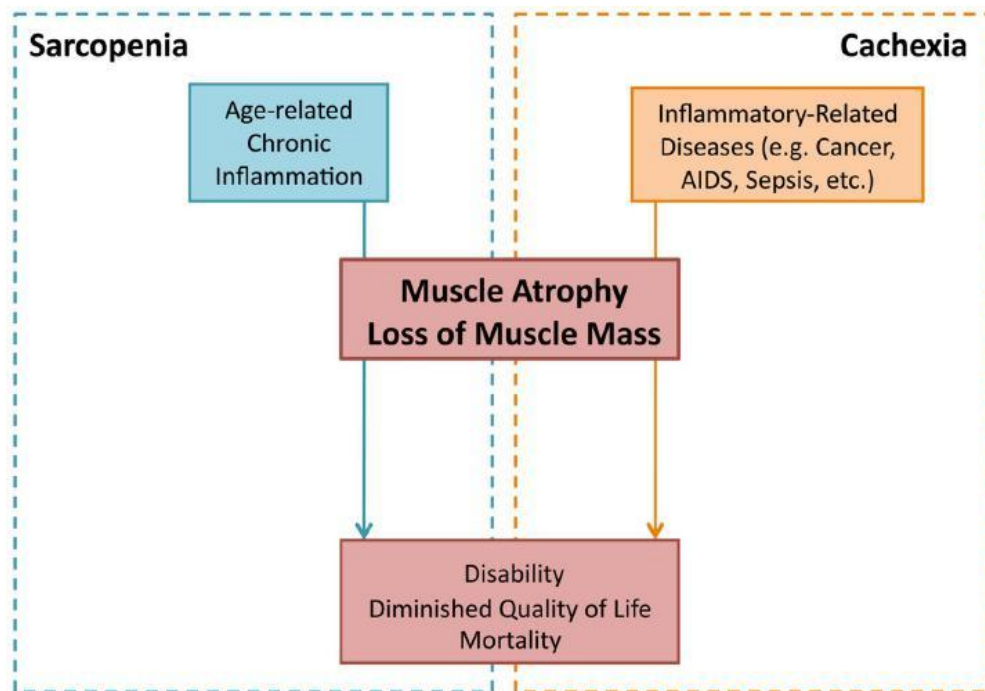 Sarcopenia
Cachexia
Age-related
Chronic
Inflammation
Inflammatory-Related
Diseases (e.g. Cancer,
AIDS, Sepsis, etc.)
Muscle Atrophy
Loss of Muscle Mass
Disability
Diminished Quality of Life
Mortality